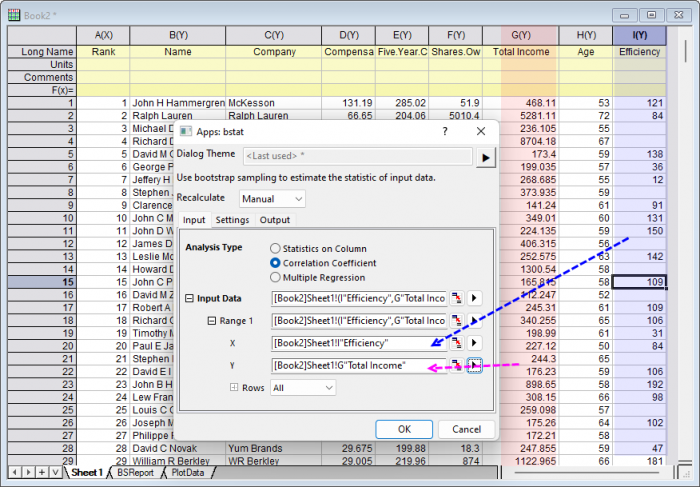 Book2 *
A(X) B(Y) C(Y) D(Y) E(Y) F(Y) G(Y) H(Y) I(Y)
Long Name Rank Name Company Compensa Five.Year.C Shares.Ow Total Income Age Efficiency
Units
Comments
F(x)=
1 1 John H Hammergren McKesson 131.19 285.02 51.9 468.11 53 121
2 2 Ralph Lauren Ralph Lauren 66.65 204.06 5010.4 5281.11 72 84
3 3 Michael D 236.105 55
4 4 Richard D 8704.18 67
5 5 David M C 173.4 59 138
6 6 George P 199.035 57 36
7 7 Jeffery H 268.685 55 12
8 8 Stephen 373.935 59
9 9 Clarence 141.24 61 91
10 10 John C M 349.01 60 131
11 11 John D W 224.135 59 150
12 12 James D 406.315 56
13 13 Leslie Mo 252.575 63 142
14 14 Howard D 1300.54 58
15 15 John C P 165.815 58 109
16 16 David M Z 112.247 52
17 17 Robert A 245.31 61 109
18 18 Richard C 340.255 65 106
19 19 Timothy M 198.99 61 31
20 20 Paul E Ja 227.12 50 84
21 21 Stephen 244.3 65
22 22 David E I 176.23 59 106
23 23 John B H 898.65 58 192
24 24 Lew Fran 308.15 66 98
25 25 Louis C C 259.098 57
26 26 Joseph M 175.26 64 102
27 27 Philippe 172.21 58
28 28 David C Novak Yum Brands 29.675 199.88 18.3 247.855 59 47
29 29 William R Berkley WR Berkley 29.005 219.96 874 1122.965 66 181
Sheet1 BSReport PlotData
Apps: bstat ?
Dialog Theme <Last used> *
Use bootstrap sampling to estimate the statistic of input data.
Recalculate Manual
Input Settings Output
Analysis Type Statistics on Column
Correlation Coefficient
Multiple Regression
Input Data [Book2]Sheet1!(I"Efficiency",G"Total Inco
Range 1 [Book2]Sheet1!(I"Efficiency",G"Total Inco
X [Book2]Sheet1!I"Efficiency"
Y [Book2]Sheet1!G"Total Income"
Rows All
OK Cancel